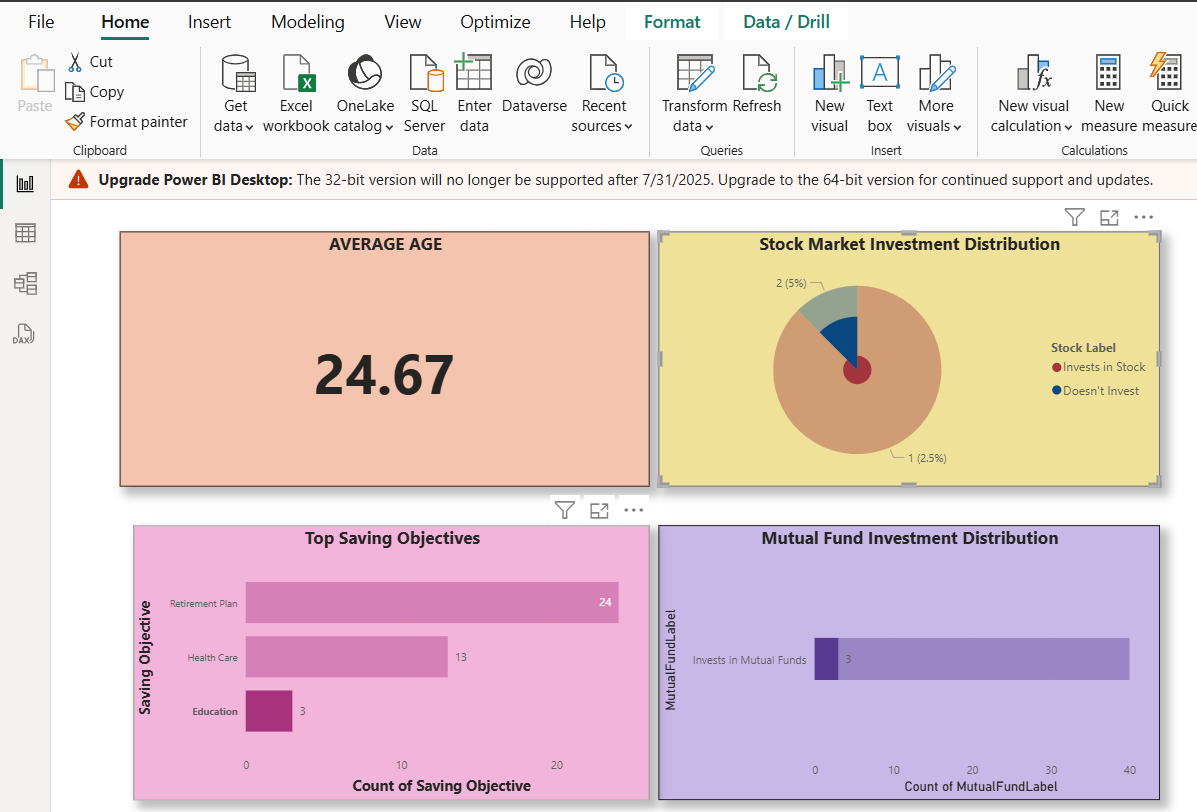 File Home Insert Modeling View Optimize Help Format Data / Drill
Paste
Cut
Copy
Format painter
Clipboard
Get data
Excel workbook
OneLake catalog
SQL Server
Enter data
Dataverse
Recent sources
Data
Transform data
Refresh
Queries
New visual
Text box
More visuals
Insert
New visual calculation
New measure
Quick measure
Calculations
Upgrade Power BI Desktop: The 32-bit version will no longer be supported after 7/31/2025. Upgrade to the 64-bit version for continued support and updates.
DAX
AVERAGE AGE
24.67
Stock Market Investment Distribution
2 (5%)
1 (2.5%)
Stock Label
Invests in Stock
Doesn't Invest
Top Saving Objectives
Saving Objective
Retirement Plan 24
Health Care 13
Education 3
0 10 20
Count of Saving Objective
Mutual Fund Investment Distribution
MutualFundLabel
Invests in Mutual Funds 3
0 10 20 30 40
Count of MutualFundLabel